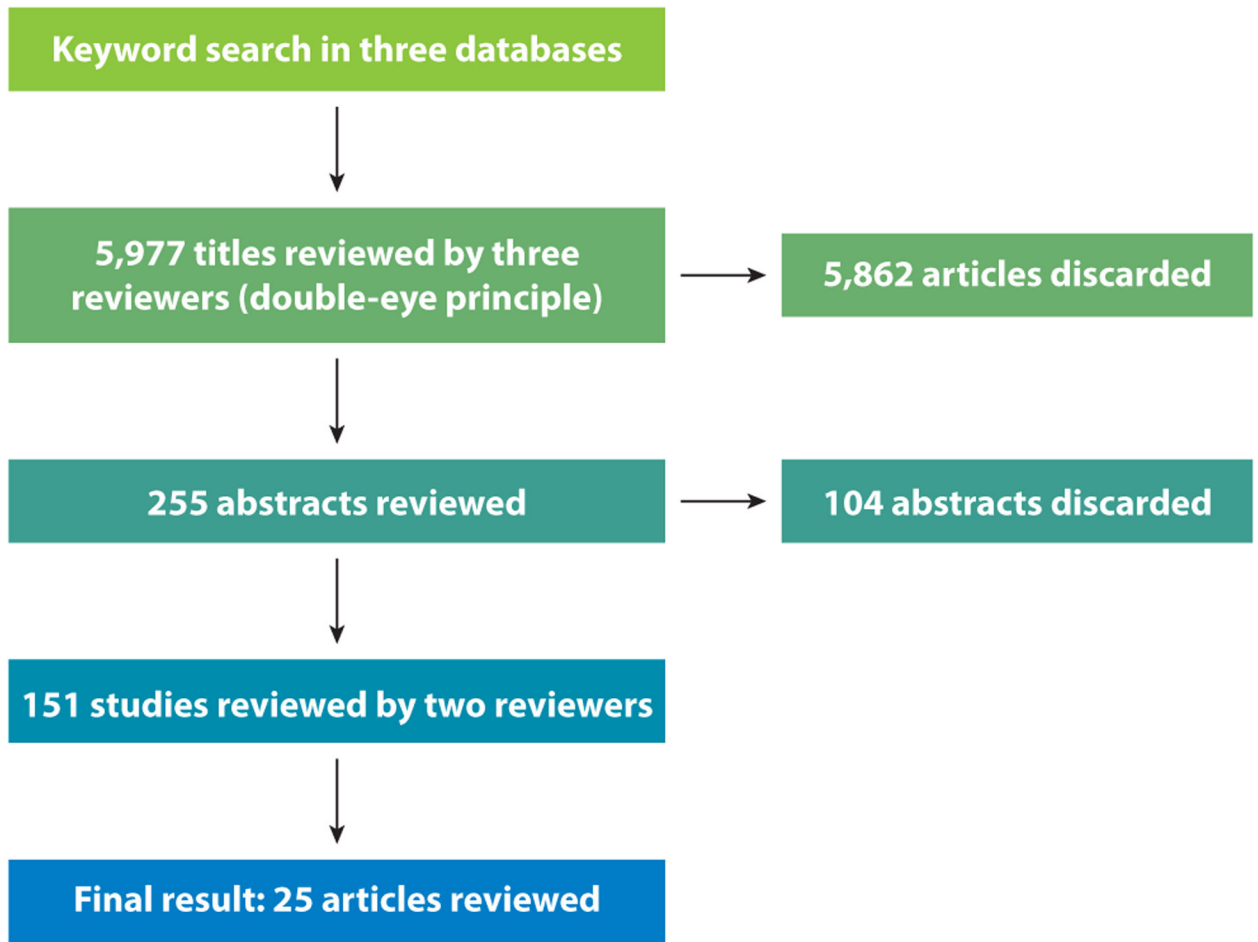 Keyword search in three databases
5,977 titles reviewed by three
reviewers (double-eye principle)
5,862 articles discarded
255 abstracts reviewed
104 abstracts discarded
151 studies reviewed by two reviewers
Final result: 25 articles reviewed